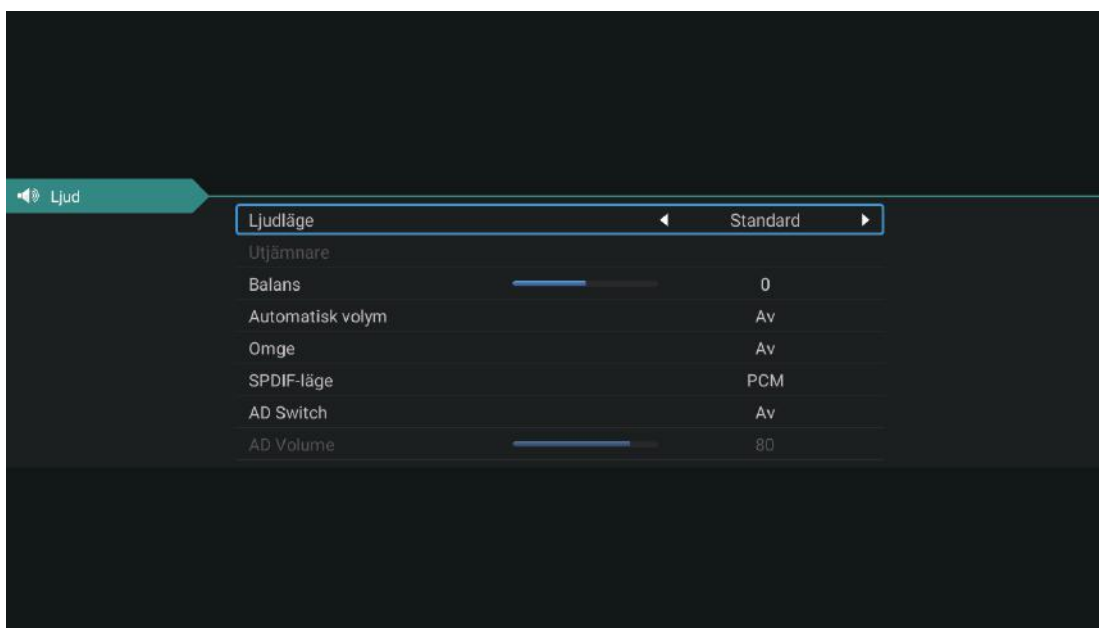 Ljud
Ljudläge Standard
Utjämnare
Balans 0
Automatisk volym Av
Omge Av
SPDIF-läge PCM
AD Switch Av
AD Volume 80